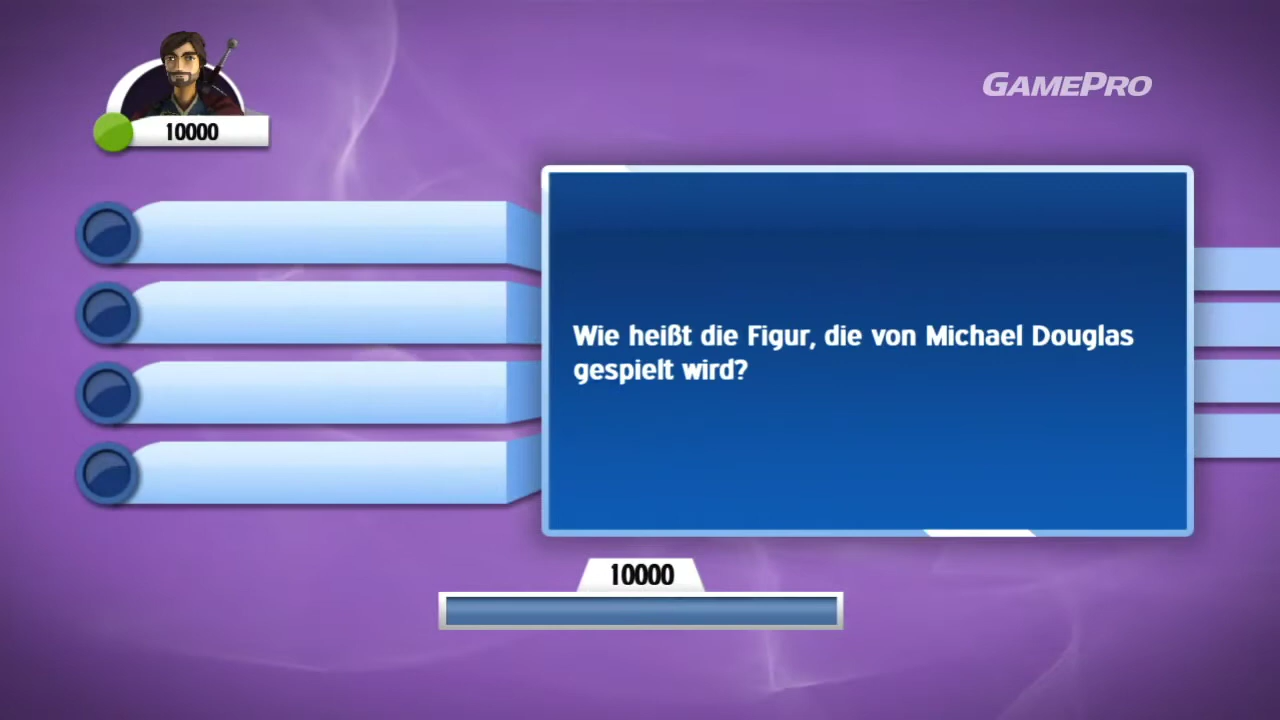 GAMEPRO
10000
Wie heißt die Figur, die von Michael Douglas
gespielt wird?
10000